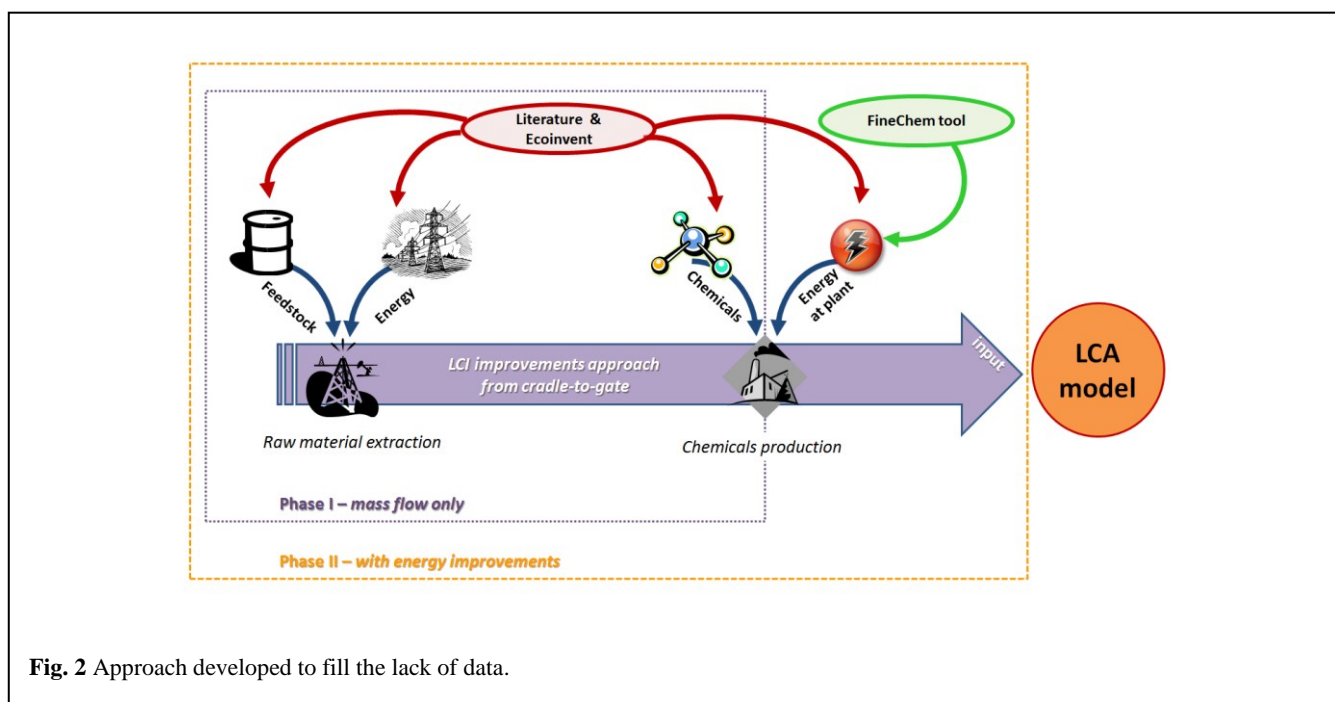 Literature &
Ecoinvent
FineChem tool
Feedstock
Energy
Chemicals
Energy
at plant
LCI improvements approach
from cradle-to-gate
input
LCA
model
Raw material extraction
Chemicals production
Phase I – mass flow only
Phase II – with energy improvements
Fig. 2 Approach developed to fill the lack of data.